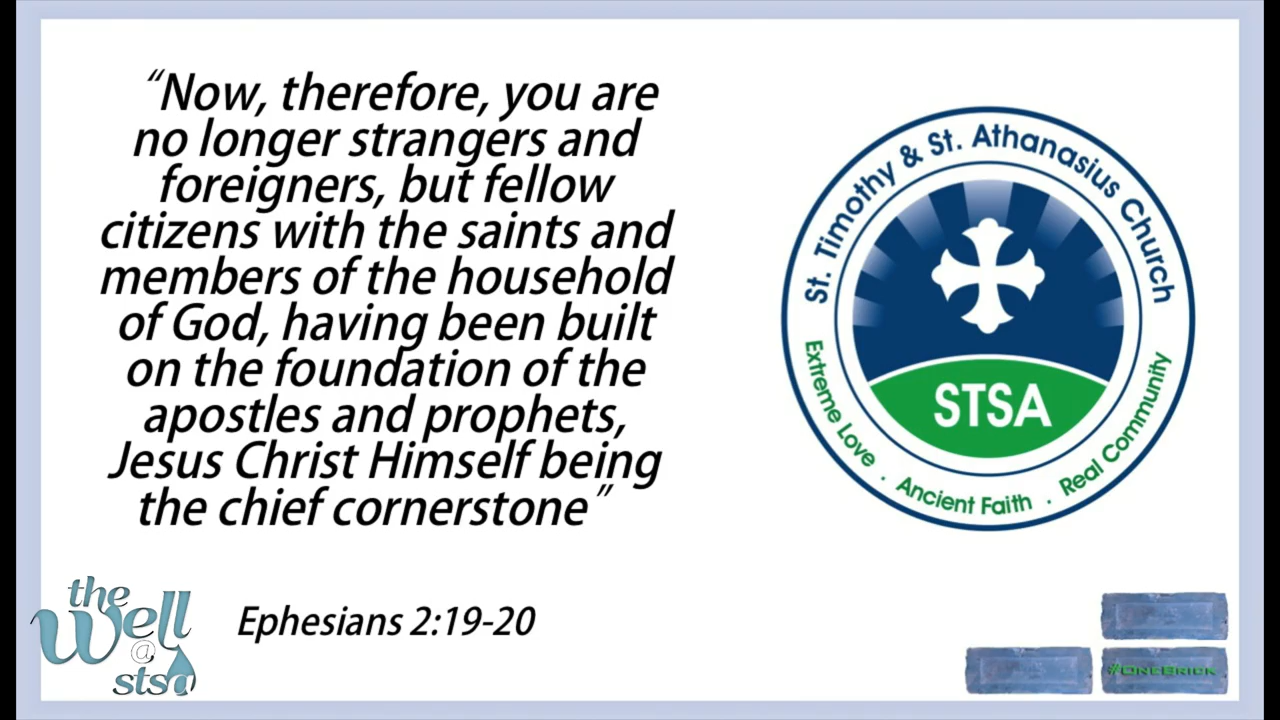 “Now, therefore, you are
no longer strangers and
foreigners, but fellow
citizens with the saints and
members of the household
of God, having been built
on the foundation of the
apostles and prophets,
Jesus Christ Himself being
the chief cornerstone”
Ephesians 2:19-20
St. Timothy & St. Athanasius Church
STSA
Extreme Love . Ancient Faith . Real Community
the
well
@
stsa
#OneBrick